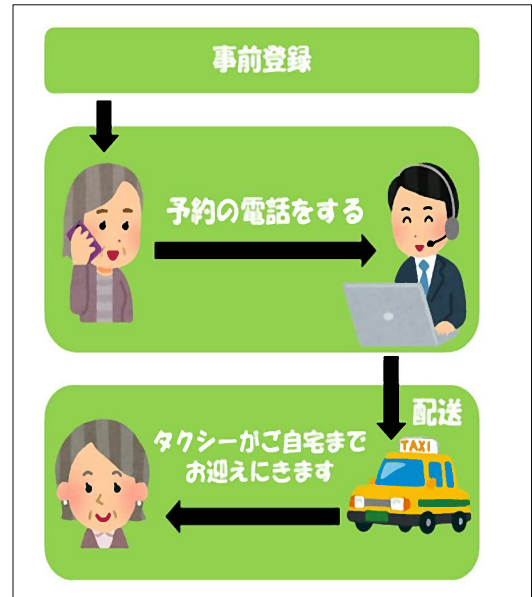 事前登録
予約の電話をする
配送
TAXI
タクシーがご自宅まで
お迎えにきます